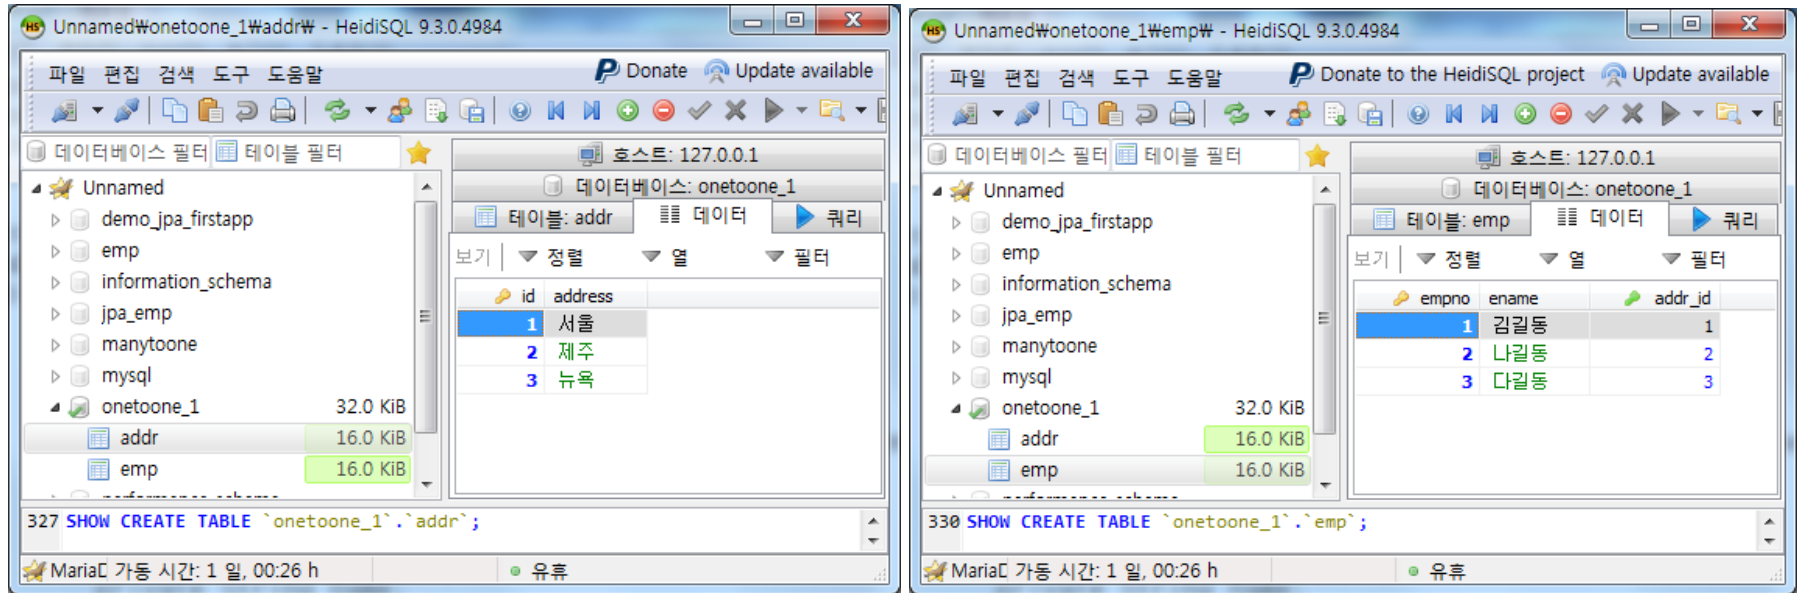 Unnamed₩onetoone_1₩addr₩ - HeidiSQL 9.3.0.4984
파일 편집 검색 도구 도움말 Donate Update available
데이터베이스 필터 테이블 필터
호스트: 127.0.0.1
데이터베이스: onetoone_1
테이블: addr 데이터 쿼리
보기 정렬 열 필터
Unnamed
demo_jpa_firstapp
emp
information_schema
jpa_emp
manytoone
mysql
onetoone_1 32.0 KiB
addr 16.0 KiB
emp 16.0 KiB
id address
1 서울
2 제주
3 뉴욕
327 SHOW CREATE TABLE `onetoone_1`.`addr`;
가동 시간: 1 일, 00:26 h 유휴
Unnamed₩onetoone_1₩emp₩ - HeidiSQL 9.3.0.4984
파일 편집 검색 도구 도움말 Donate to the HeidiSQL project Update available
데이터베이스 필터 테이블 필터
호스트: 127.0.0.1
데이터베이스: onetoone_1
테이블: emp 데이터 쿼리
보기 정렬 열 필터
Unnamed
demo_jpa_firstapp
emp
information_schema
jpa_emp
manytoone
mysql
onetoone_1 32.0 KiB
addr 16.0 KiB
emp 16.0 KiB
empno ename addr_id
1 김길동 1
2 나길동 2
3 다길동 3
330 SHOW CREATE TABLE `onetoone_1`.`emp`;
가동 시간: 1 일, 00:26 h 유휴